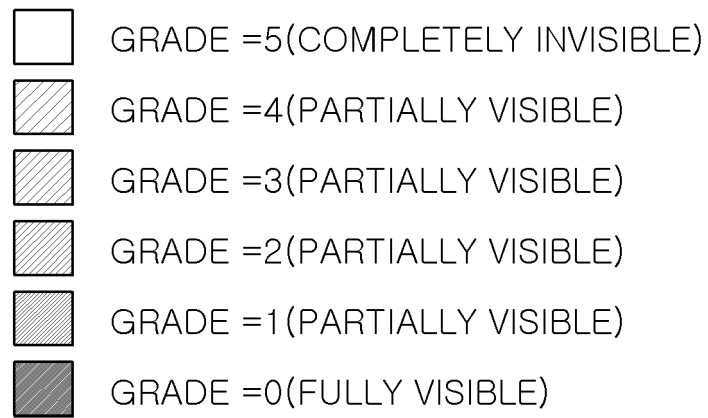 GRADE =5(COMPLETELY INVISIBLE)
GRADE =4(PARTIALLY VISIBLE)
GRADE =3(PARTIALLY VISIBLE)
GRADE =2(PARTIALLY VISIBLE)
GRADE =1(PARTIALLY VISIBLE)
GRADE =0(FULLY VISIBLE)